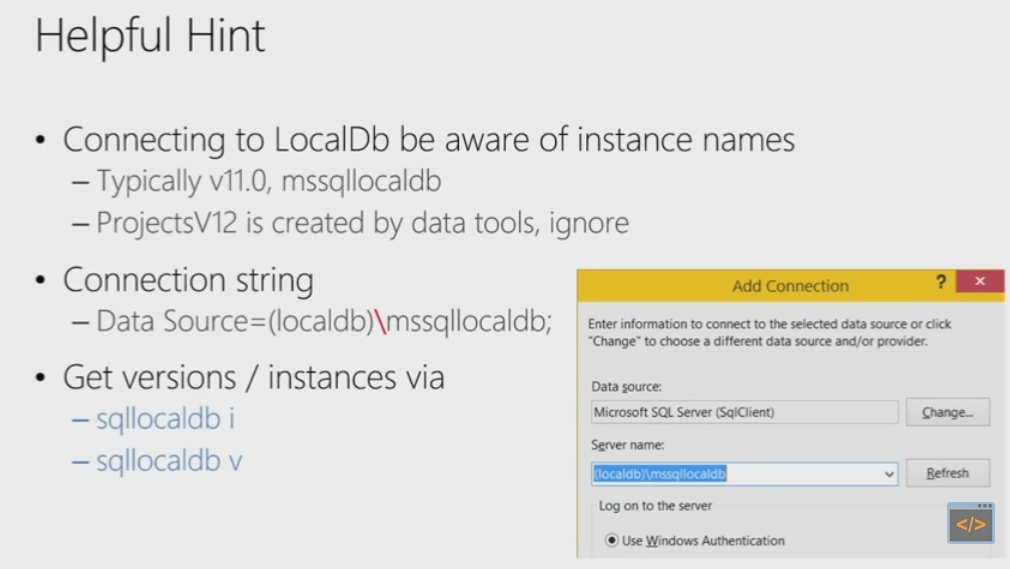 Helpful Hint
• Connecting to LocalDb be aware of instance names
– Typically v11.0, mssqllocaldb
– ProjectsV12 is created by data tools, ignore
• Connection string
– Data Source=(localdb)\mssqllocaldb;
• Get versions / instances via
– sqllocaldb i
– sqllocaldb v
Add Connection ? ×
Enter information to connect to the selected data source or click
"Change" to choose a different data source and/or provider.
Data source:
Microsoft SQL Server (SqlClient) Change...
Server name:
(localdb)\mssqllocaldb Refresh
Log on to the server
Use Windows Authentication
</>